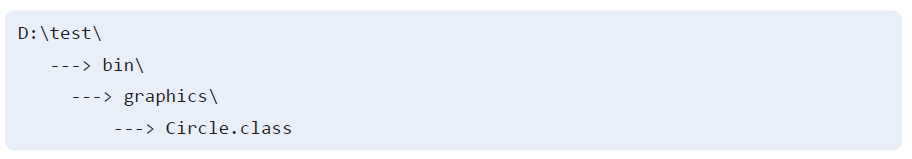 D:\test\
---> bin\
---> graphics\
---> Circle.class